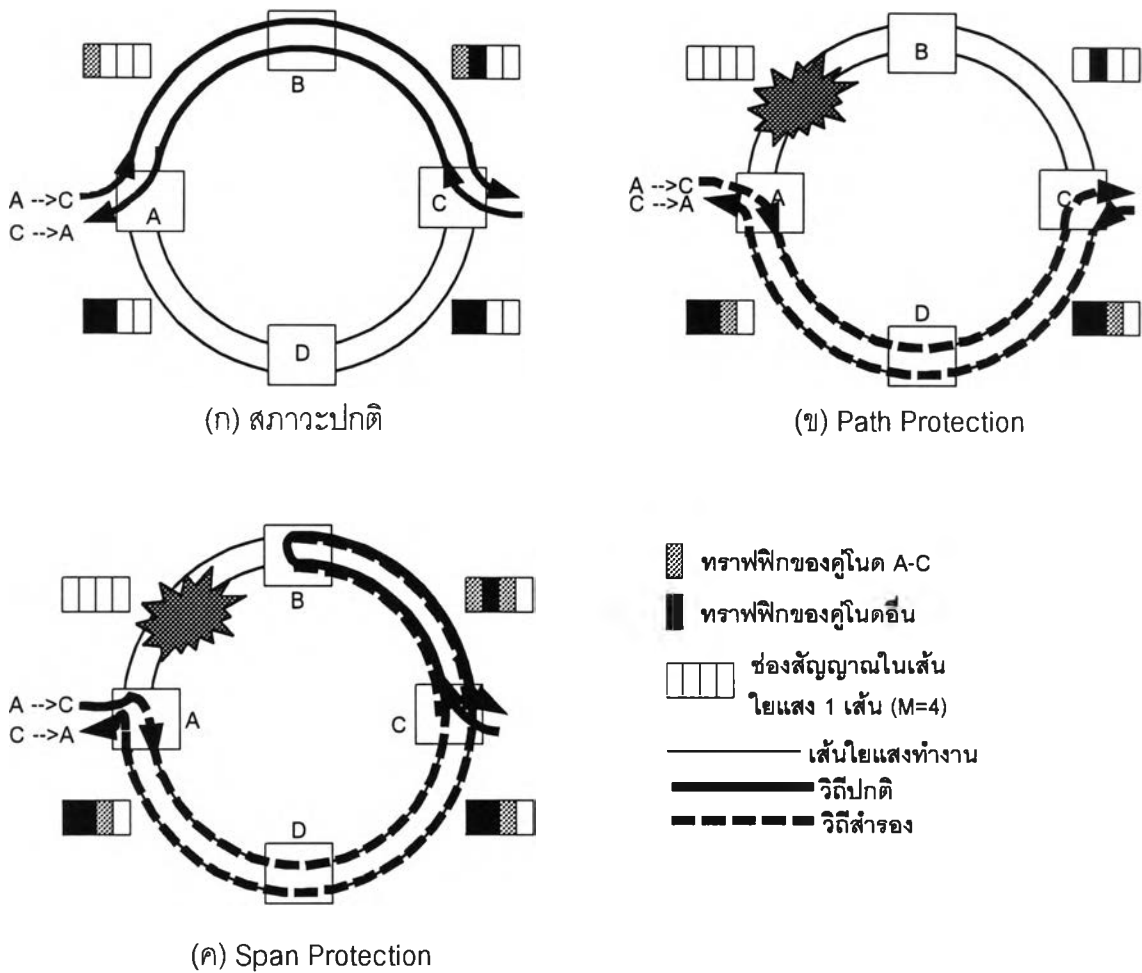 B
A -->C
C -->A
A
C
D
(ก) สภาวะปกติ
B
A -->C
C -->A
A
C
D
(ข) Path Protection
B
A -->C
C -->A
A
C
D
(ค) Span Protection
ทราฟฟิกของคู่โนด A-C
ทราฟฟิกของคู่โนดอื่น
ช่องสัญญาณในเส้น
ใยแสง 1 เส้น (M=4)
เส้นใยแสงทำงาน
วิถีปกติ
วิถีสำรอง